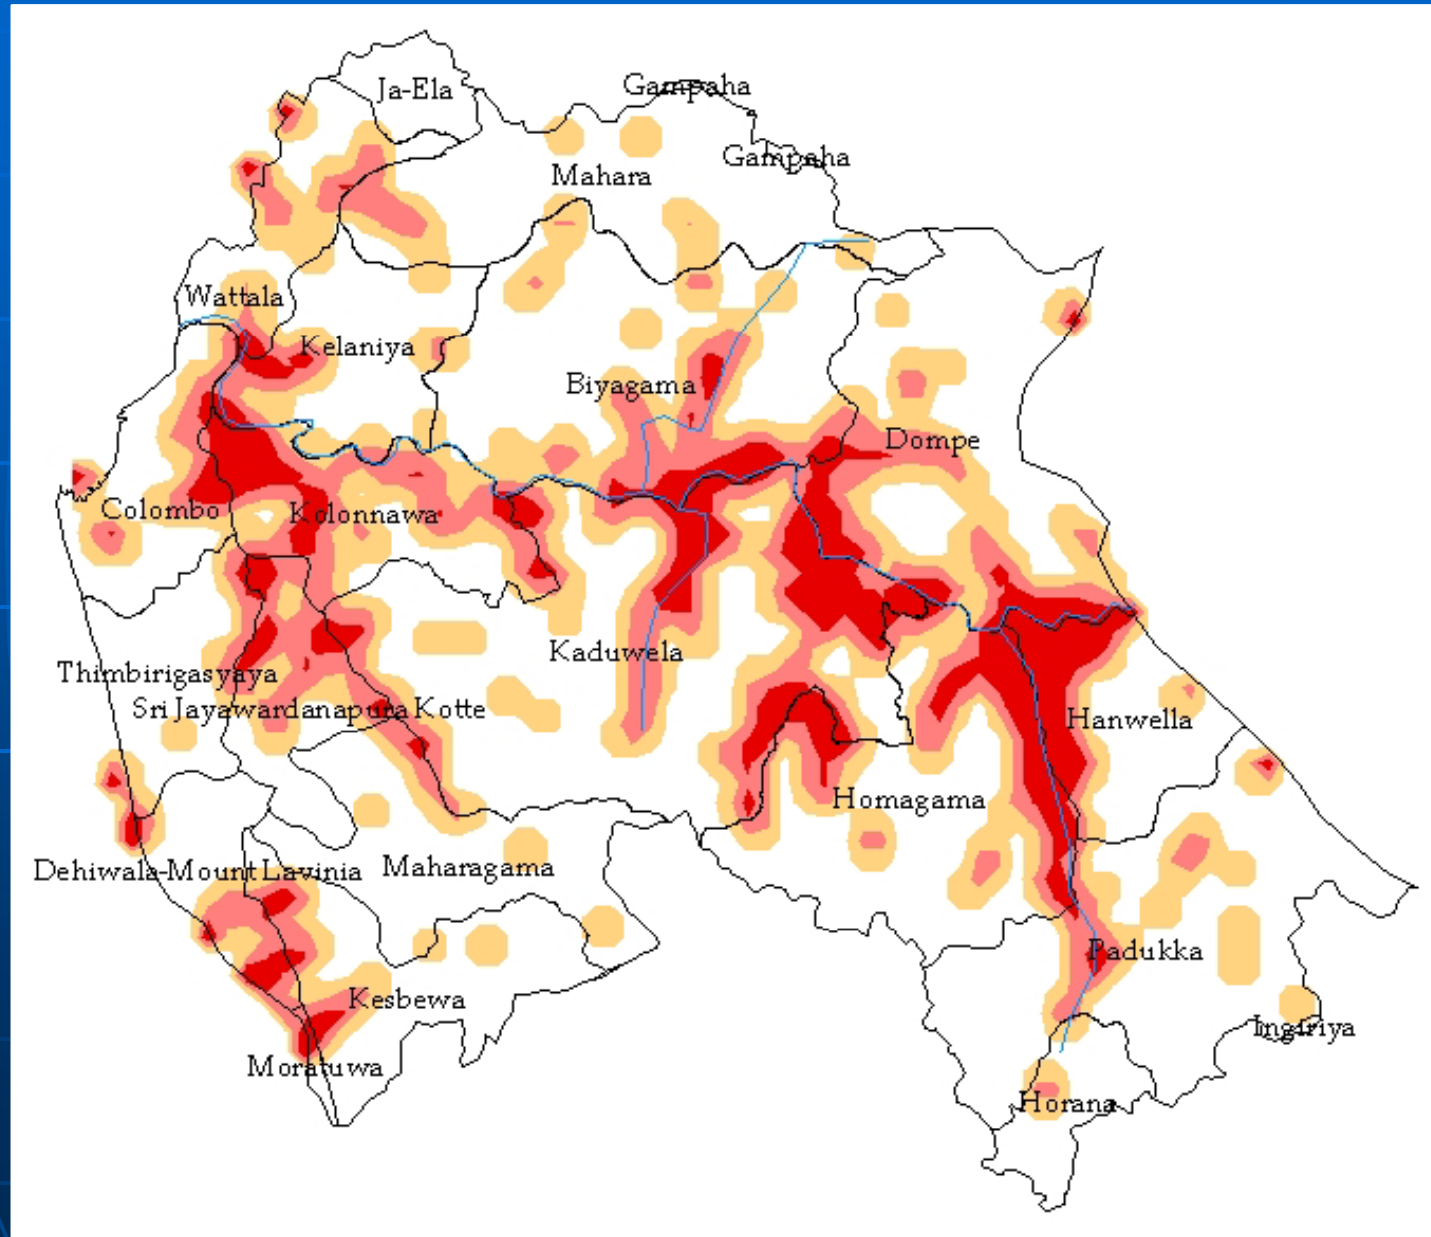 Ja-Ela
Gampaha
Gampaha
Mahara
Wattala
Kelaniya
Biyagama
Dompe
Colombo
Kolonnawa
Kaduwela
Thimbirigasyaya
Sri Jayawardanapura Kotte
Hanwella
Homagama
Dehiwala-Mount Lavinia
Maharagama
Padukka
Kesbewa
Ingiriya
Moratuwa
Horana